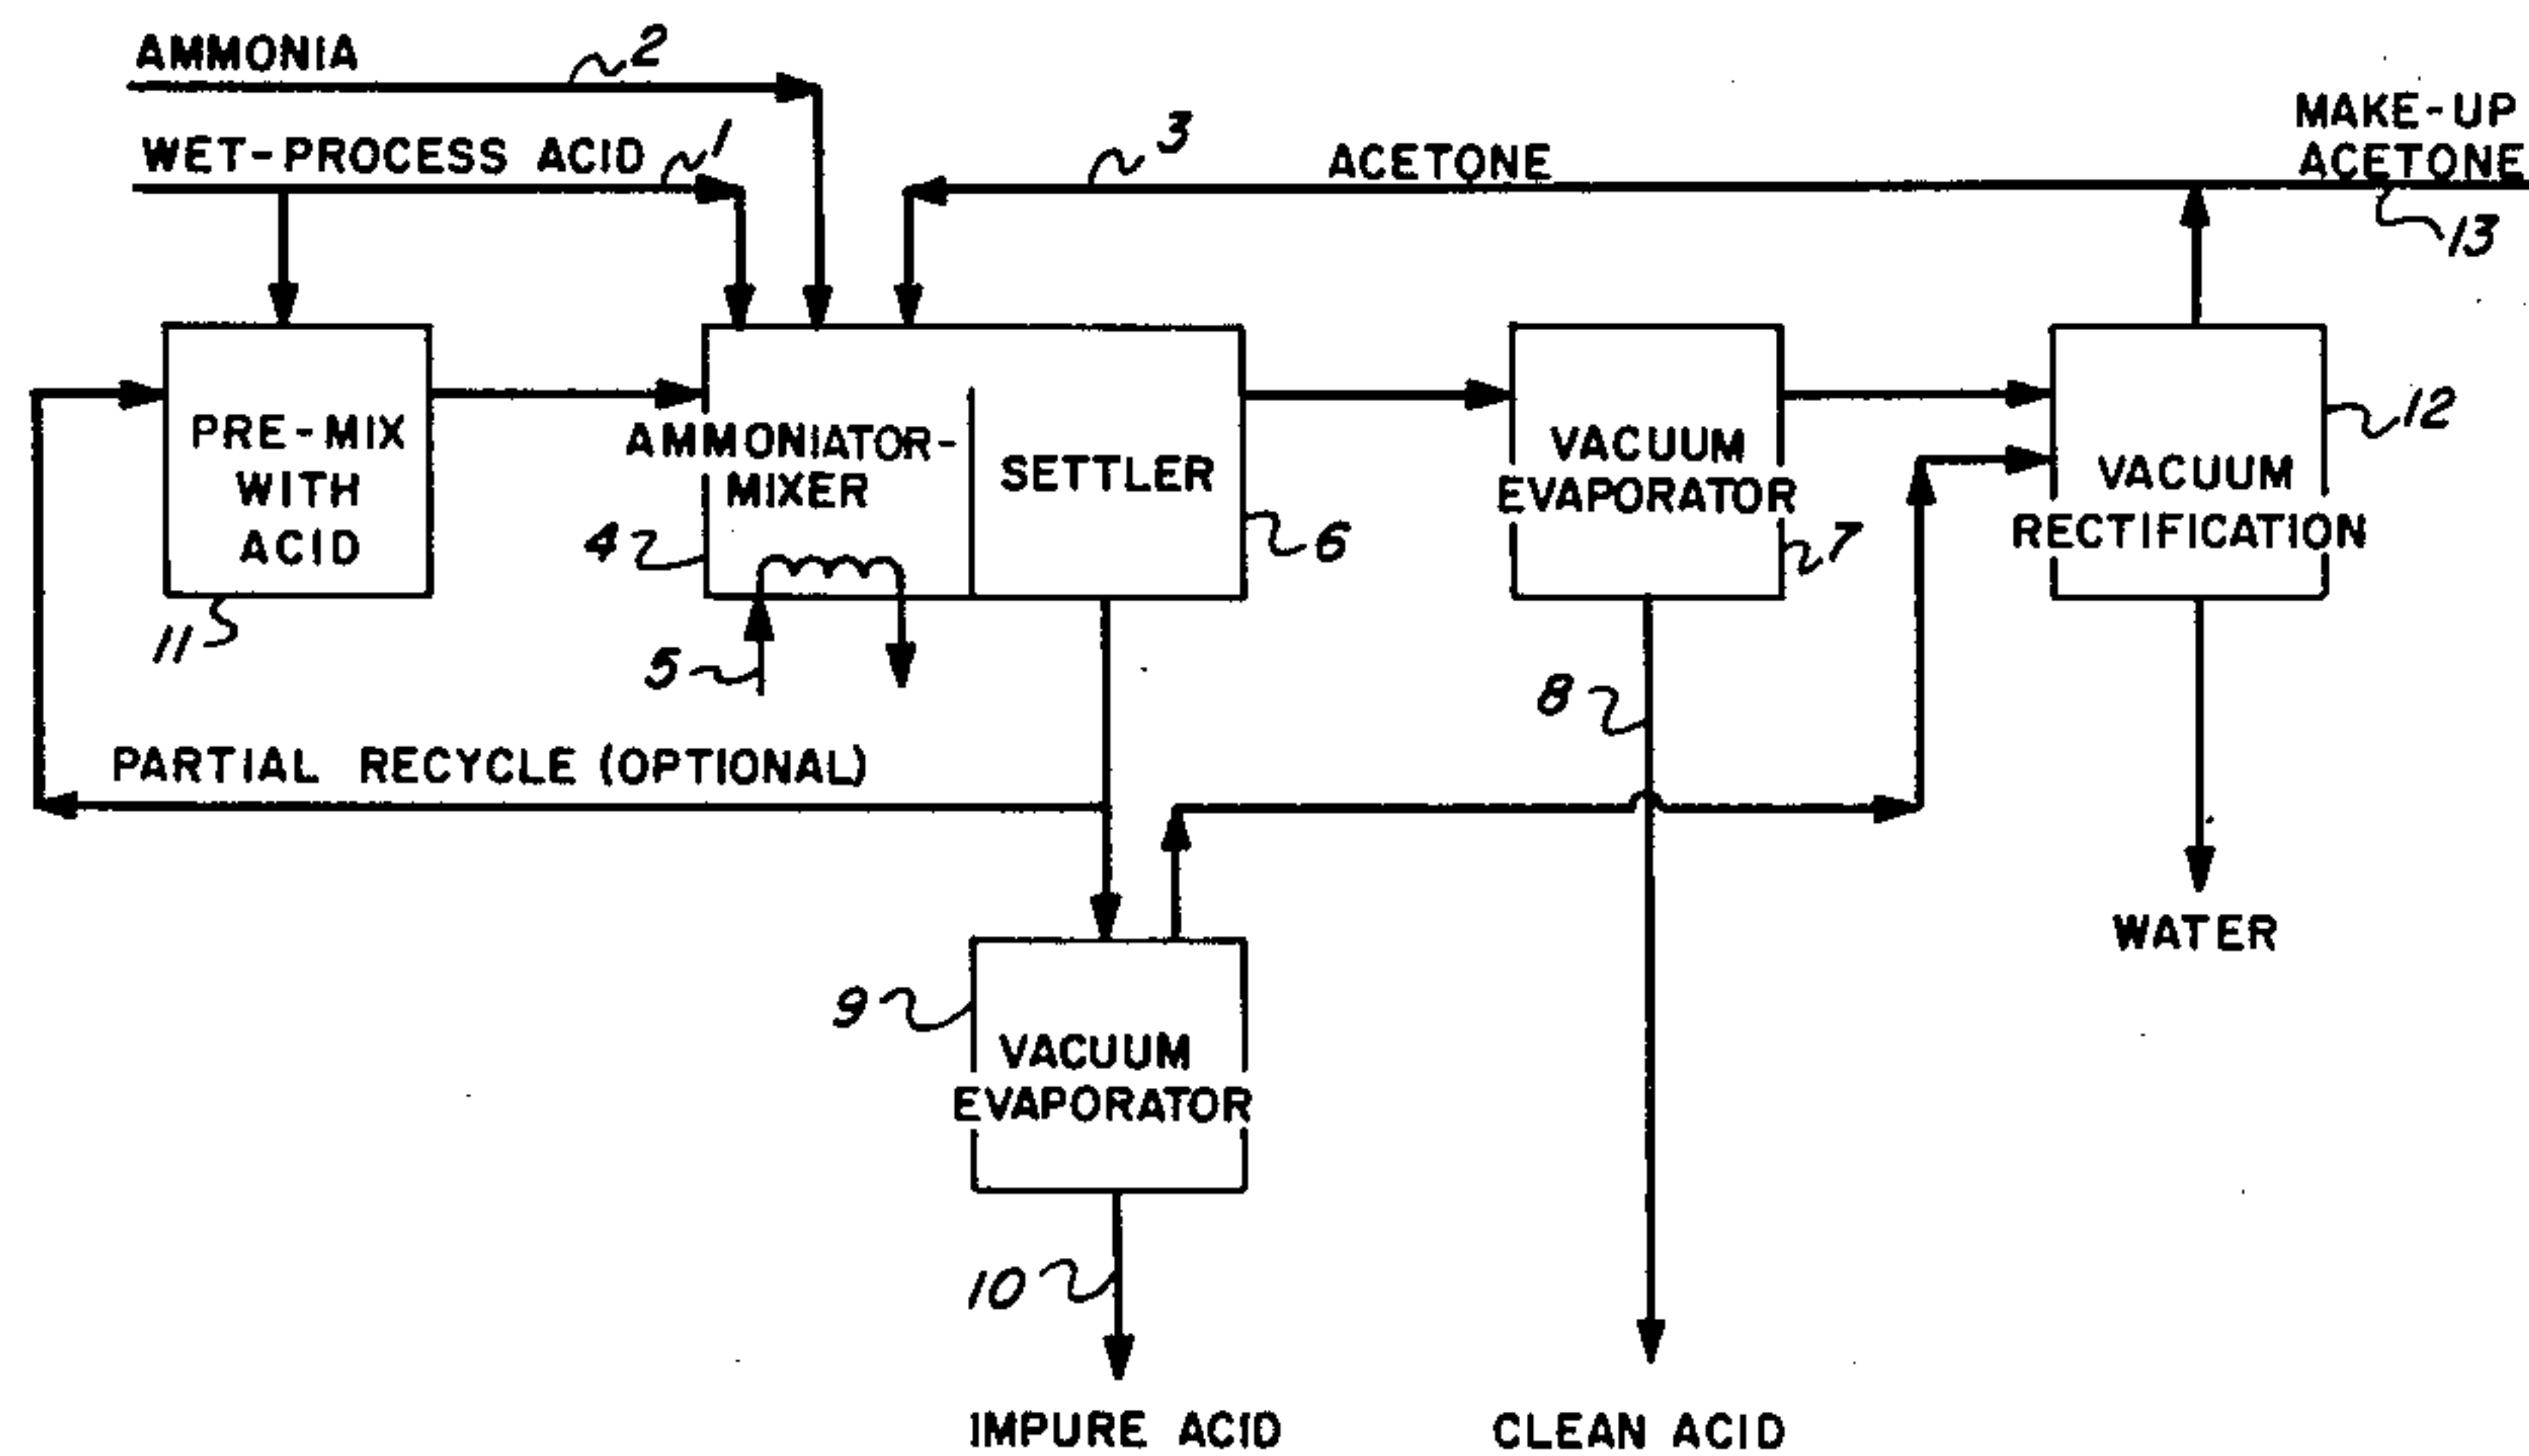 AMMONIA
2
WET-PROCESS ACID
1
3
ACETONE
MAKE-UP
ACETONE
13
PRE-MIX
WITH
ACID
11
AMMONIATOR-
MIXER
4
5
SETTLER
6
VACUUM
EVAPORATOR
7
8
VACUUM
RECTIFICATION
12
PARTIAL RECYCLE (OPTIONAL)
WATER
9
VACUUM
EVAPORATOR
10
IMPURE ACID
CLEAN ACID